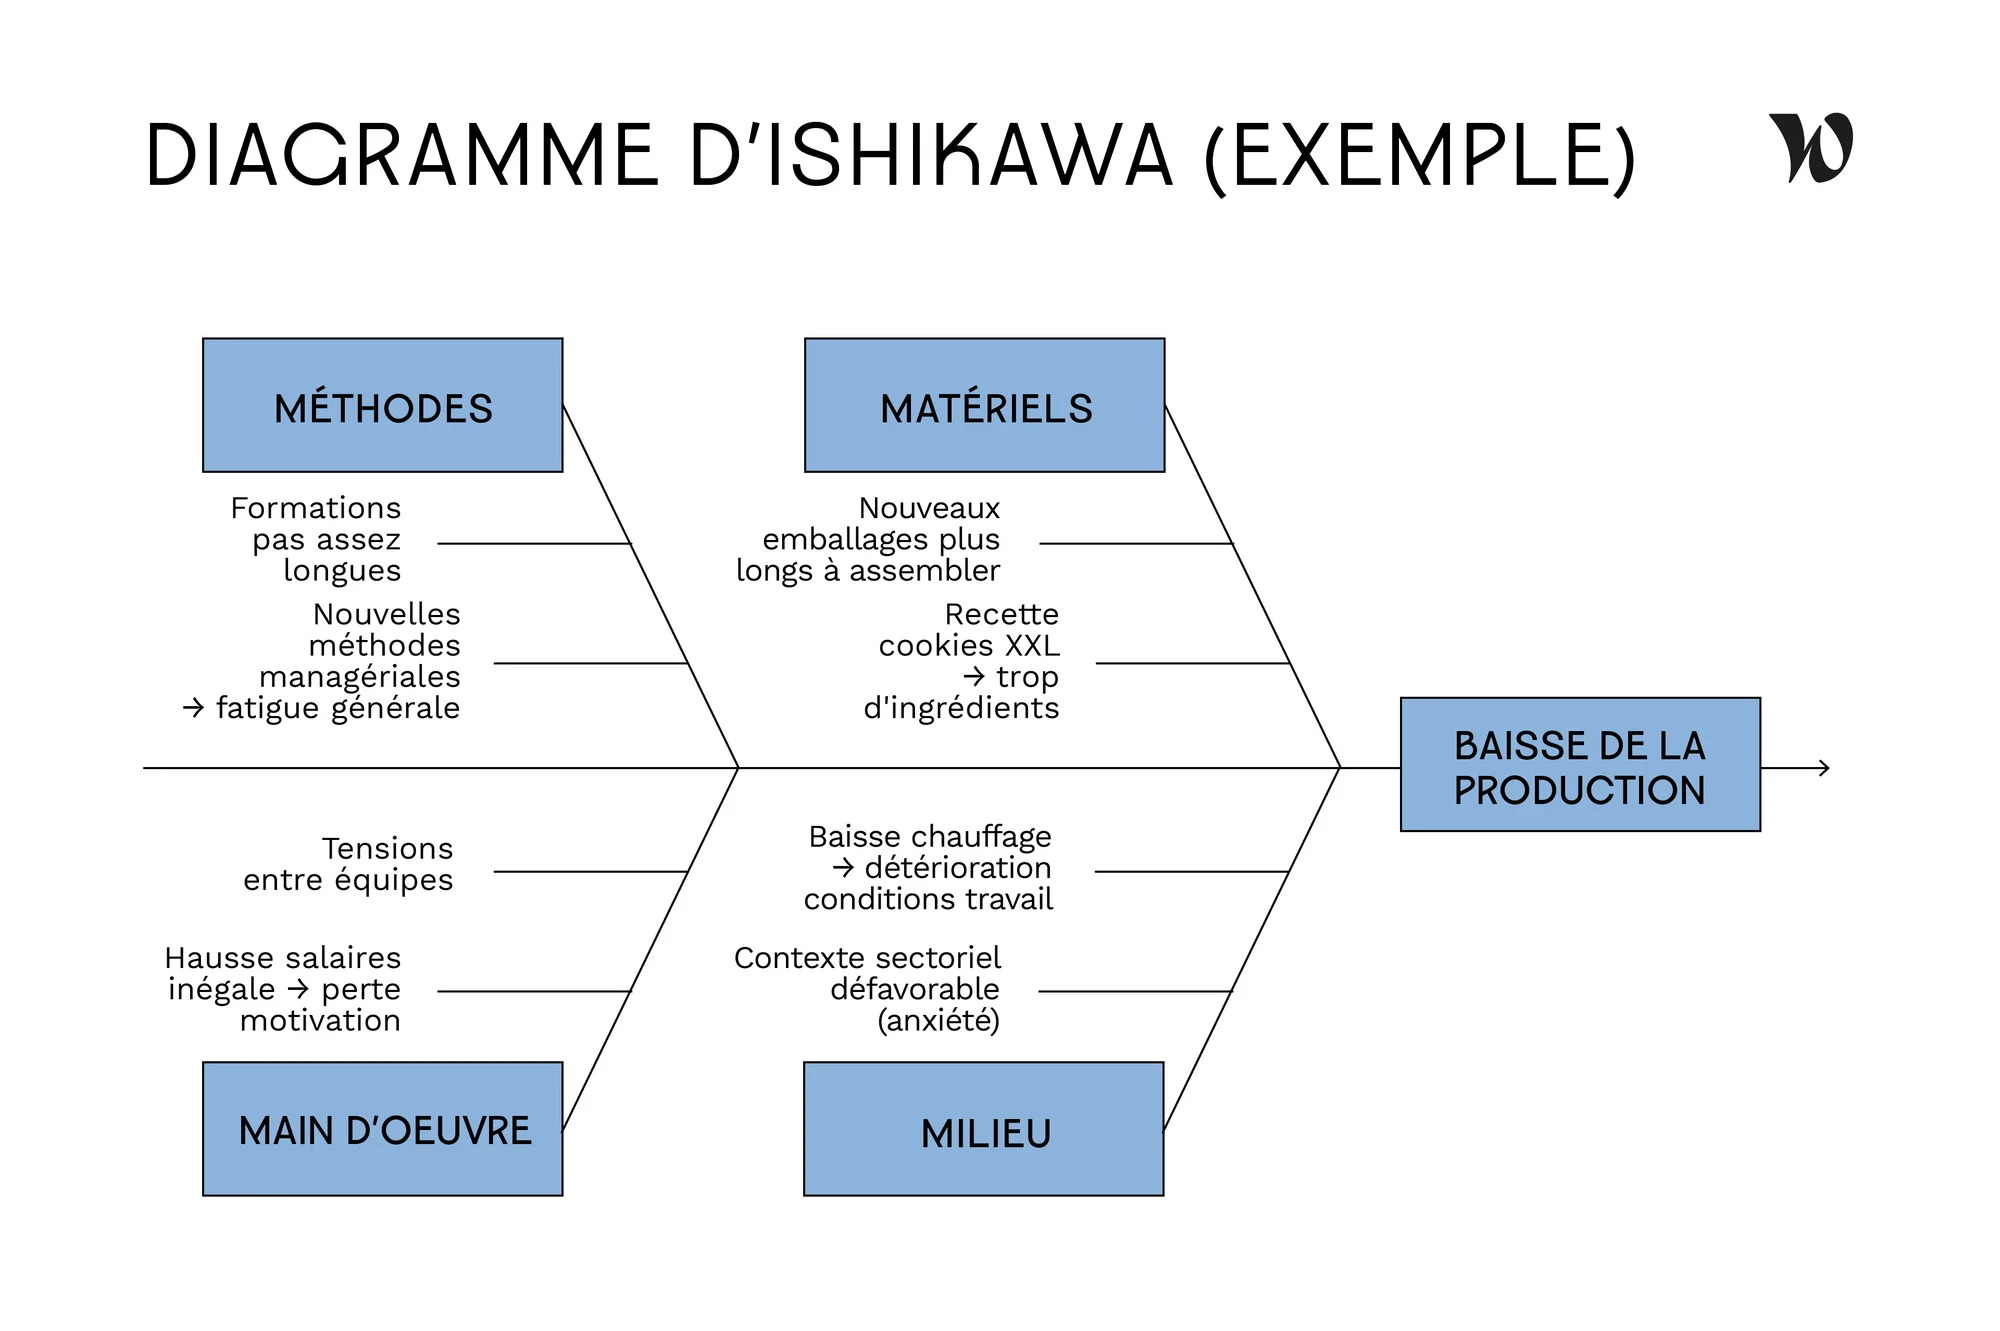 DIAGRAMME D'ISHIKAWA (EXEMPLE)
W
MÉTHODES
Formations
pas assez
longues
Nouvelles
méthodes
managériales
→ fatigue générale
MATÉRIELS
Nouveaux
emballages plus
longs à assembler
Recette
cookies XXL
→ trop
d'ingrédients
BAISSE DE LA
PRODUCTION
Tensions
entre équipes
Hausse salaires
inégale → perte
motivation
MAIN D'OEUVRE
Baisse chauffage
→ détérioration
conditions travail
Contexte sectoriel
défavorable
(anxiété)
MILIEU